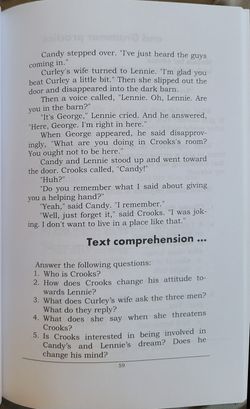 Candy stepped over. "I've just heard the guys
coming in."
Curley's wife turned to Lennie. "I'm glad you
beat Curley a little bit." Then she slipped out the
door and disappeared into the dark barn.
Then a voice called, "Lennie. Oh, Lennie. Are
you in the barn?"
"It's George," Lennie cried. And he answered,
"Here, George. I'm right in here."
When George appeared, he said disapprov-
ingly, "What are you doing in Crooks's room?
You ought not to be here."
Candy and Lennie stood up and went toward
the door. Crooks called, "Candy!"
"Huh?"
"Do you remember what I said about giving
you a helping hand?"
"Yeah," said Candy. "I remember."
"Well, just forget it," said Crooks. "I was jok-
ing. I don't want to live in a place like that."
Text comprehension ...
Answer the following questions:
1. Who is Crooks?
2. How does Crooks change his attitude to-
wards Lennie?
3. What does Curley's wife ask the three men?
What do they reply?
4. What does she say when she threatens
Crooks?
5. Is Crooks interested in being involved in
Candy's and Lennie's dream? Does he
change his mind?
59